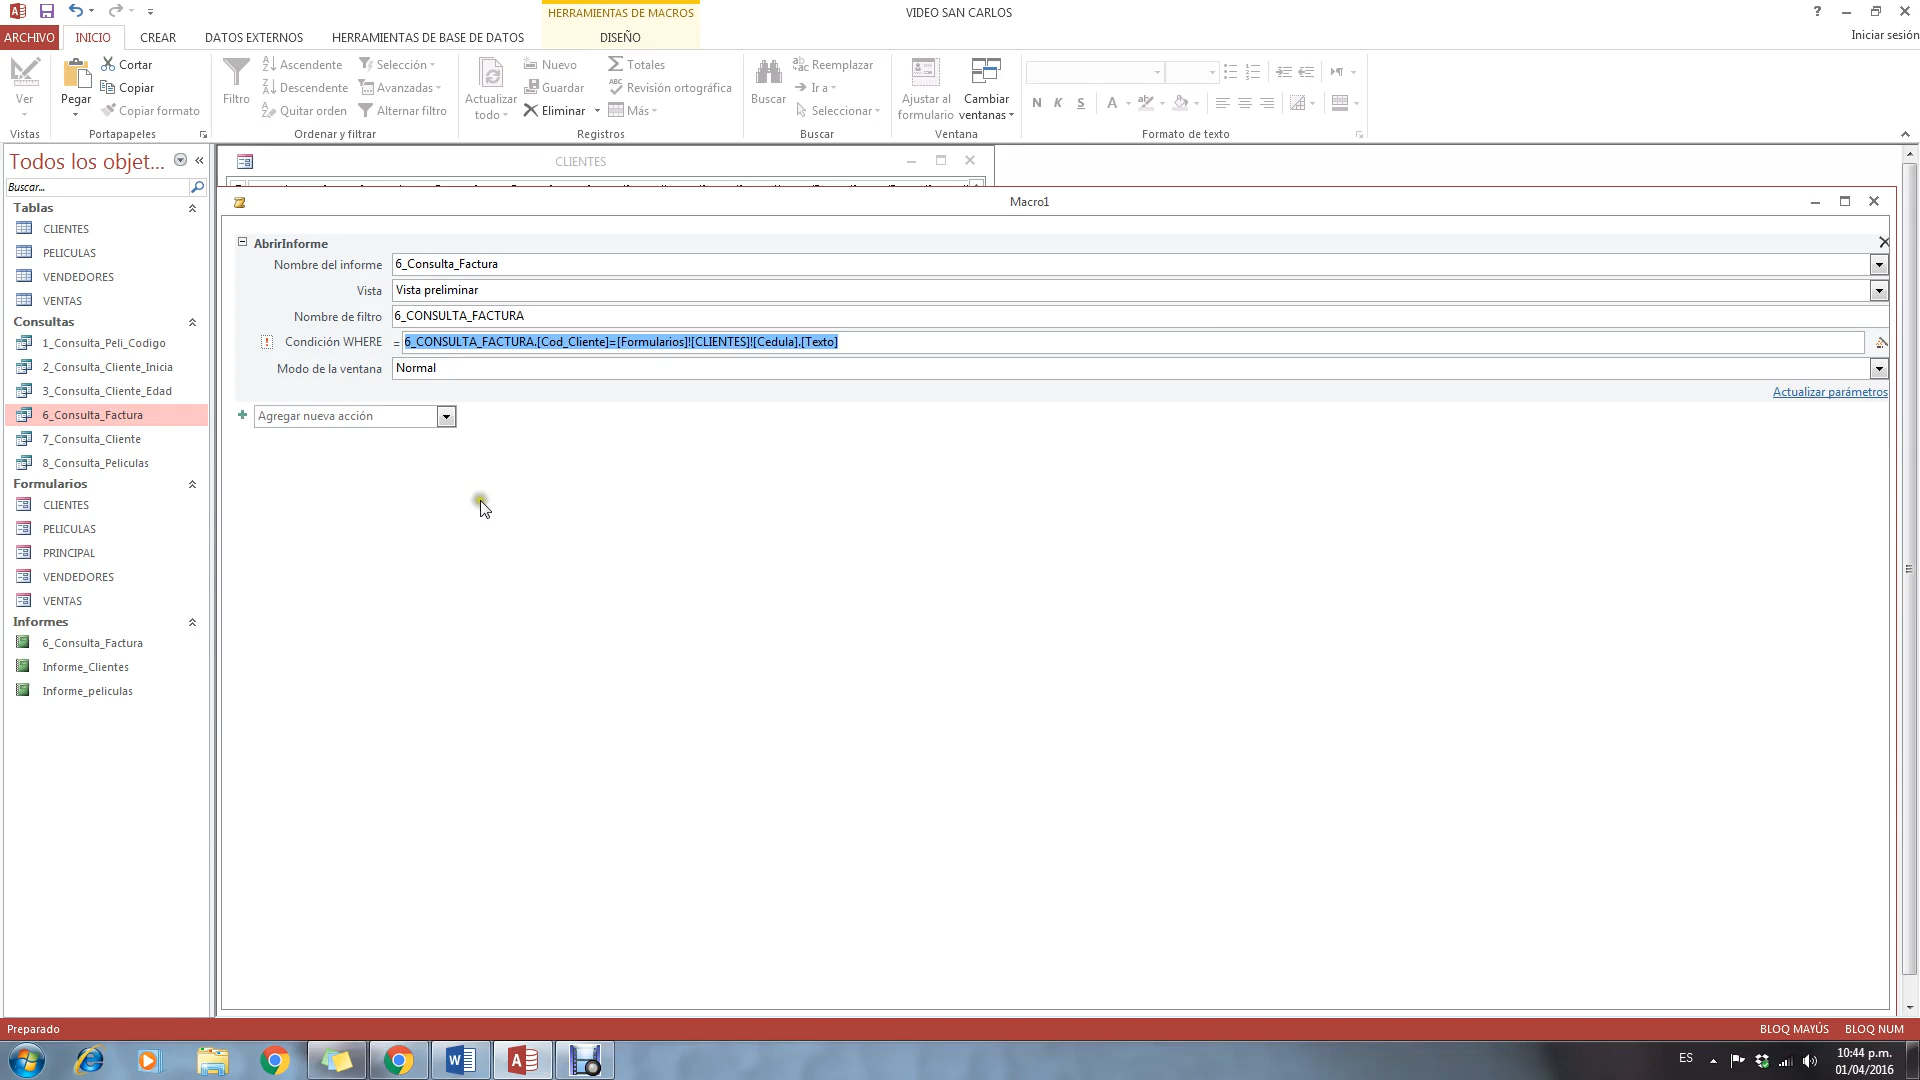 HERRAMIENTAS DE MACROS
VIDEO SAN CARLOS
?
ARCHIVO INICIO CREAR DATOS EXTERNOS HERRAMIENTAS DE BASE DE DATOS DISEÑO
Iniciar sesión
Ver
Vistas
Pegar
Cortar
Copiar
Copiar formato
Portapapeles
Filtro
Ascendente
Descendente
Quitar orden
Selección
Avanzadas
Alternar filtro
Ordenar y filtrar
Actualizar
todo
Nuevo
Guardar
Eliminar
Totales
Revisión ortográfica
Más
Registros
Buscar
Reemplazar
Ir a
Seleccionar
Buscar
Ajustar al
formulario
Cambiar
ventanas
Ventana
N K S A
Formato de texto
Todos los objet...
Buscar...
Tablas
CLIENTES
PELICULAS
VENDEDORES
VENTAS
Consultas
1_Consulta_Peli_Codigo
2_Consulta_Cliente_Inicia
3_Consulta_Cliente_Edad
6_Consulta_Factura
7_Consulta_Cliente
8_Consulta_Peliculas
Formularios
CLIENTES
PELICULAS
PRINCIPAL
VENDEDORES
VENTAS
Informes
6_Consulta_Factura
Informe_Clientes
Informe_peliculas
CLIENTES
Macro1
AbrirInforme
Nombre del informe 6_Consulta_Factura
Vista Vista preliminar
Nombre de filtro 6_CONSULTA_FACTURA
Condición WHERE = 6_CONSULTA_FACTURA.[Cod_Cliente]=[Formularios]![CLIENTES]![Cedula].[Texto]
Modo de la ventana Normal
Actualizar parámetros
Agregar nueva acción
Preparado
BLOQ MAYÚS BLOQ NUM
ES
10:44 p.m.
01/04/2016